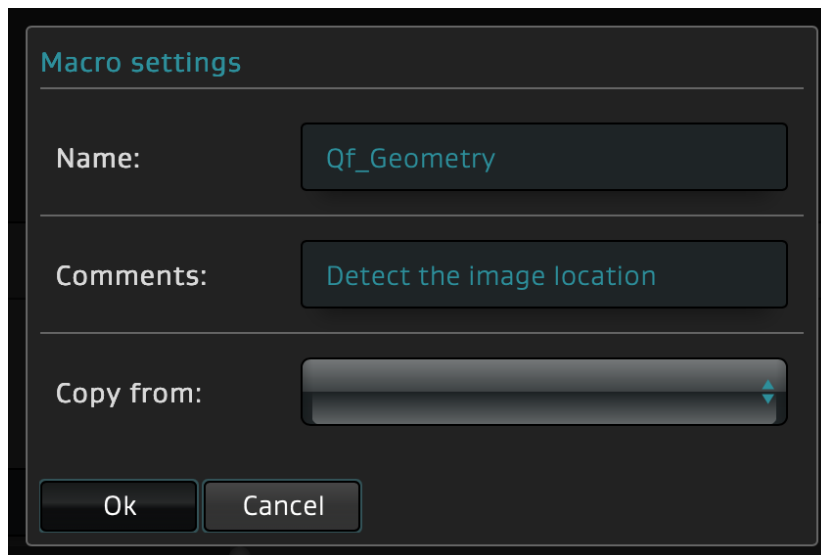 Macro settings
Name: Qf_Geometry
Comments: Detect the image location
Copy from:
Ok Cancel